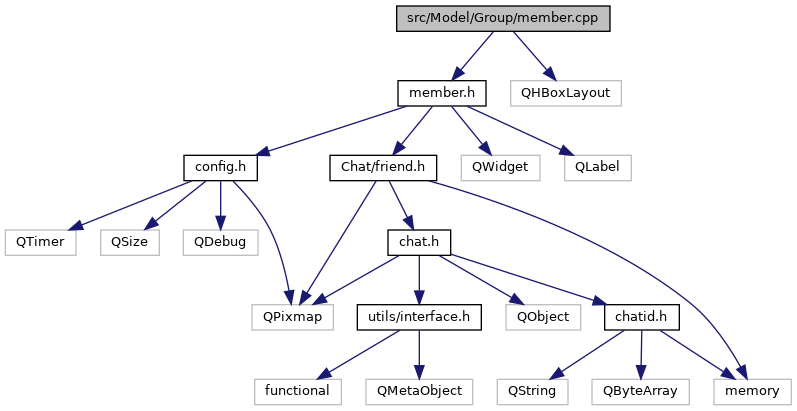 src/Model/Group/member.cpp
member.h
QHBoxLayout
config.h
Chat/friend.h
QWidget
QLabel
QTimer
QSize
QDebug
chat.h
QPixmap
utils/interface.h
QObject
chatid.h
functional
QMetaObject
QString
QByteArray
memory